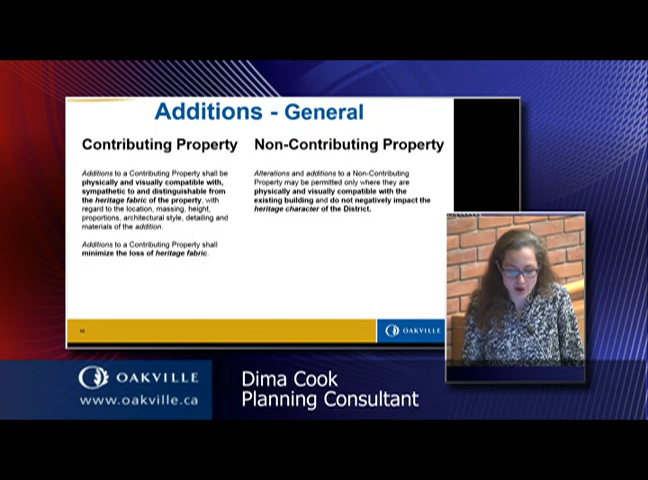 Additions - General
Contributing Property
Additions to a Contributing Property shall be
physically and visually compatible with,
sympathetic to and distinguishable from
the heritage fabric of the property, with
regard to the location, massing, height,
proportions, architectural style, detailing and
materials of the addition.
Additions to a Contributing Property shall
minimize the loss of heritage fabric.
Non-Contributing Property
Alterations and additions to a Non-Contributing
Property may be permitted only where they are
physically and visually compatible with the
existing building and do not negatively impact the
heritage character of the District.
OAKVILLE
OAKVILLE
www.oakville.ca
Dima Cook
Planning Consultant